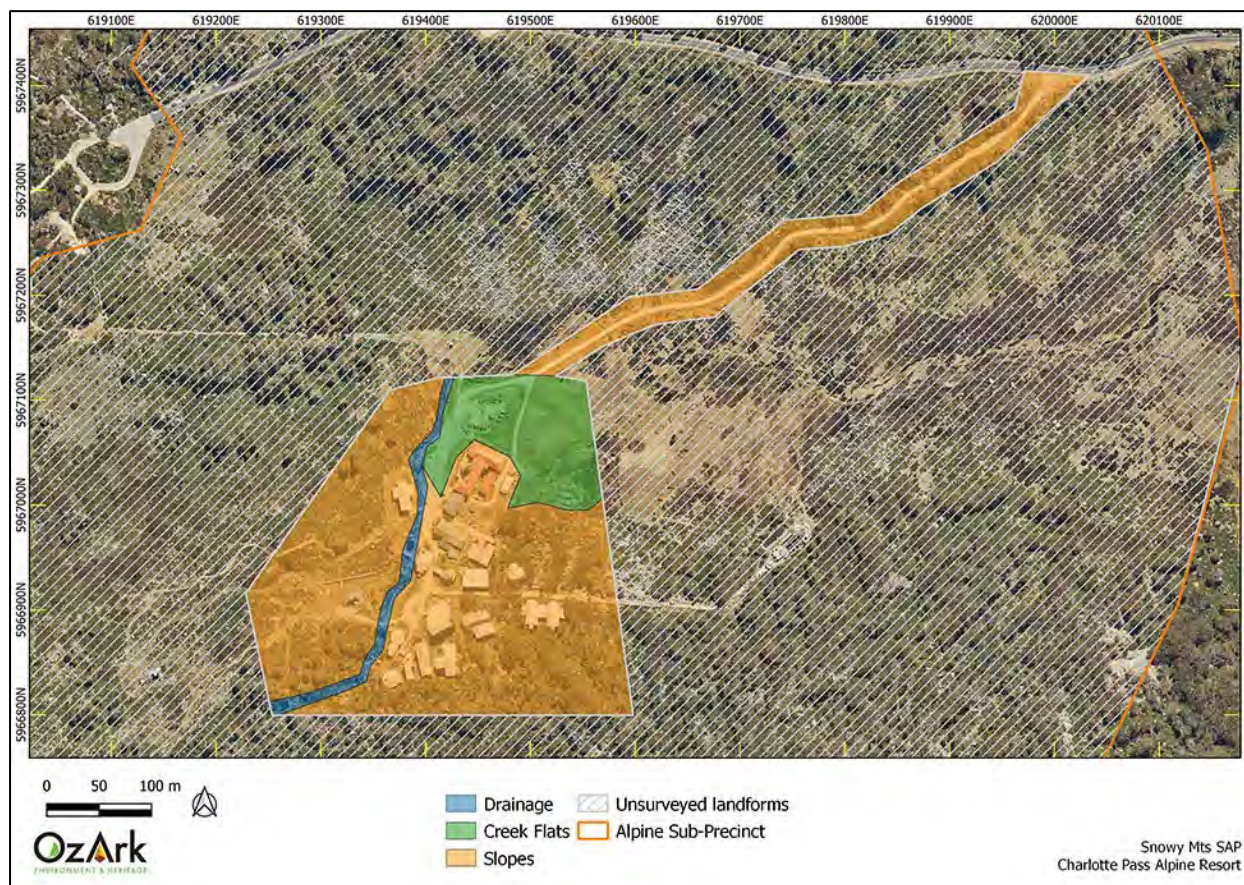 619100E 619200E 619300E 619400E 619500E 619600E 619700E 619800E 619900E 620000E 620100E
5967400N
5967300N
5967200N
5967100N
5967000N
5966900N
5966800N
0 50 100 m
OzArk
ENVIRONMENT & HERITAGE
Drainage
Creek Flats
Slopes
Unsurveyed landforms
Alpine Sub-Precinct
Snowy Mts SAP
Charlotte Pass Alpine Resort